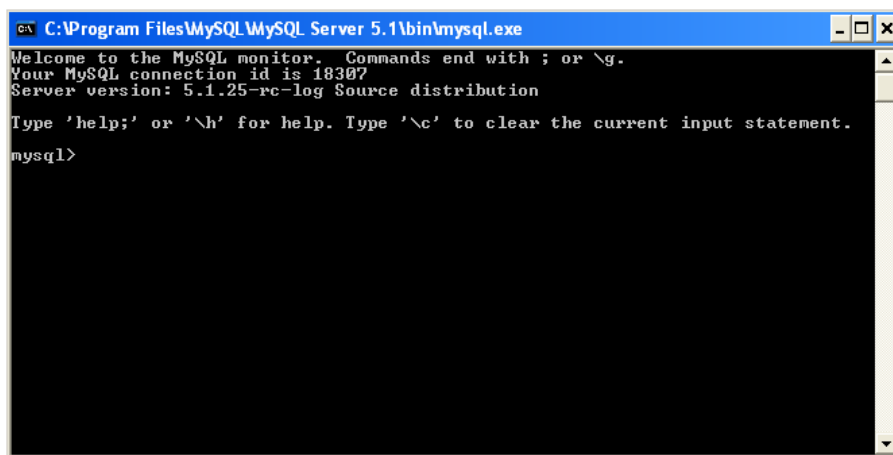 C:\Program Files\MySQL\MySQL Server 5.1\bin\mysql.exe
Welcome to the MySQL monitor.  Commands end with ; or \g.
Your MySQL connection id is 18307
Server version: 5.1.25-rc-log Source distribution
Type 'help;' or '\h' for help. Type '\c' to clear the current input statement.
mysql>